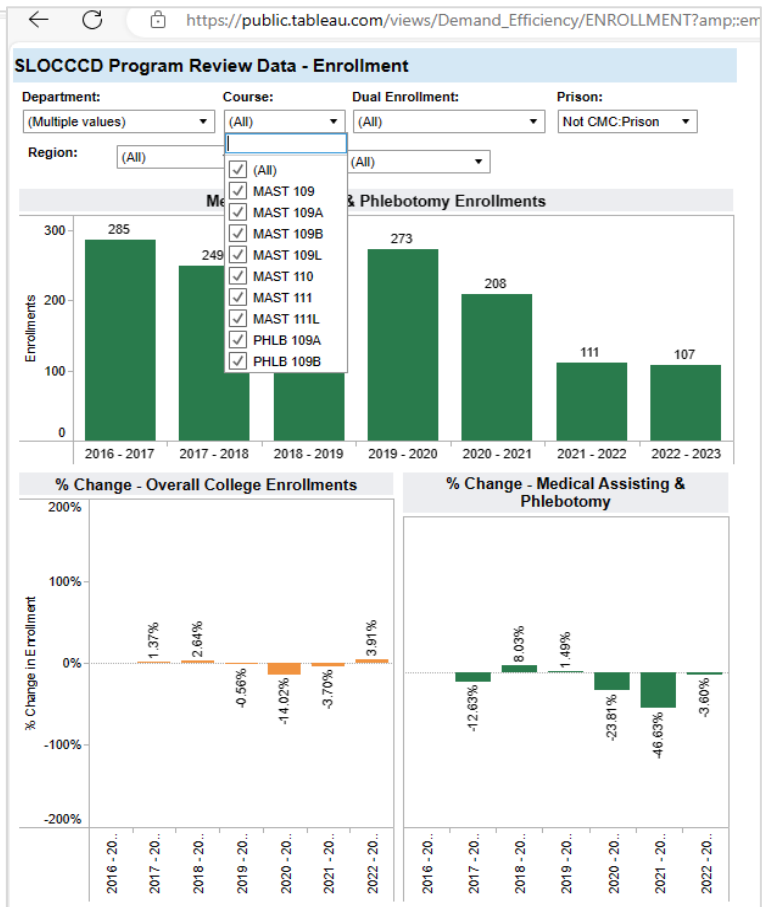 https://public.tableau.com/views/Demand_Efficiency/ENROLLMENT?amp;:em
SLOCCCD Program Review Data - Enrollment
Department: Course: Dual Enrollment: Prison:
(Multiple values) (All) (All) Not CMC:Prison
Region: (All) (All)
(All)
MAST 109
MAST 109A
MAST 109B
MAST 109L
MAST 110
MAST 111
MAST 111L
PHLB 109A
PHLB 109B
& Phlebotomy Enrollments
Enrollments
300
200
100
0
285 249 273 208 111 107
2016 - 2017 2017 - 2018 2018 - 2019 2019 - 2020 2020 - 2021 2021 - 2022 2022 - 2023
% Change - Overall College Enrollments
% Change in Enrollment
200%
100%
0%
-100%
-200%
1.37% 2.64% -0.56% -14.02% -3.70% 3.91%
2016 - 20.. 2017 - 20.. 2018 - 20.. 2019 - 20.. 2020 - 20.. 2021 - 20.. 2022 - 20..
% Change - Medical Assisting &
Phlebotomy
-12.63% 8.03% 1.49% -23.81% -46.63% -3.60%
2016 - 20.. 2017 - 20.. 2018 - 20.. 2019 - 20.. 2020 - 20.. 2021 - 20.. 2022 - 20..